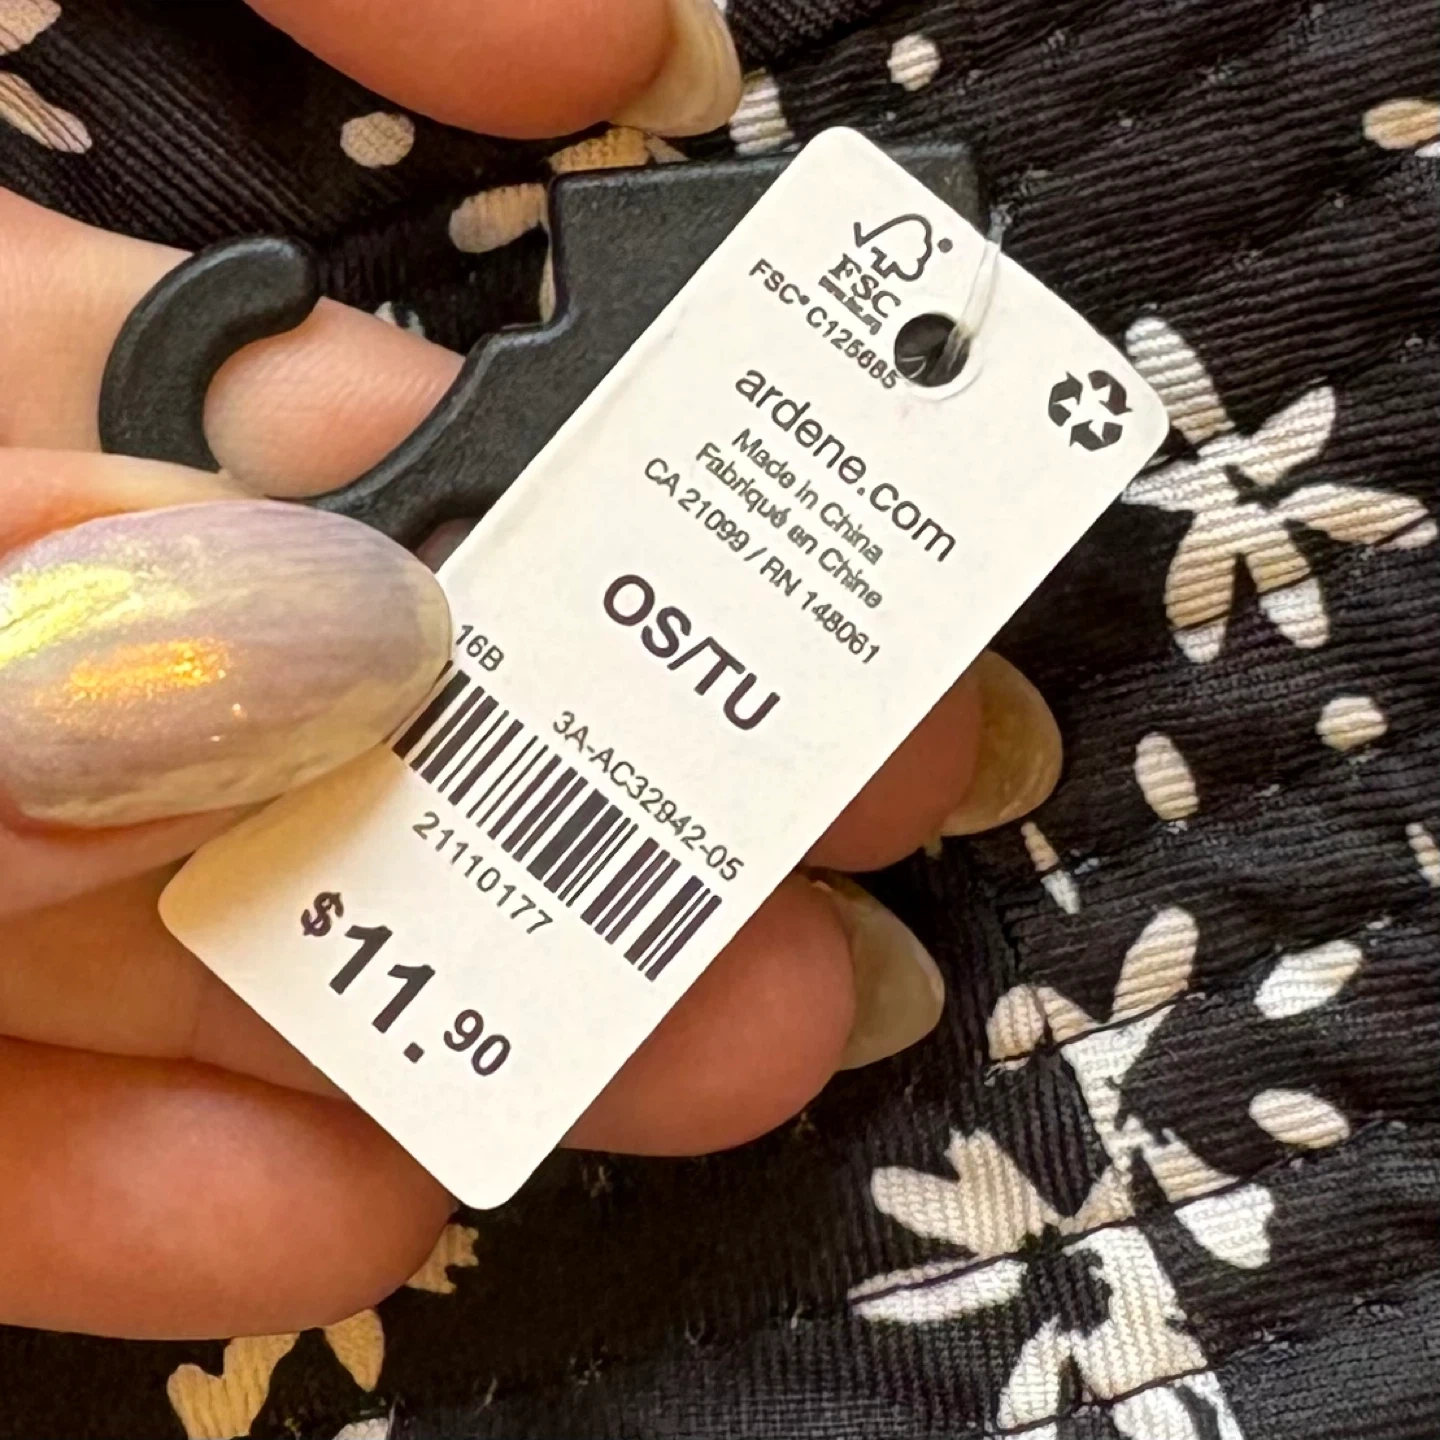 FSC
FSC® C125685
ardene.com
Made in China
Fabriqué en Chine
CA 21099 / RN 148061
OS/TU
16B
3A-AC32942-05
21110177
$11.90